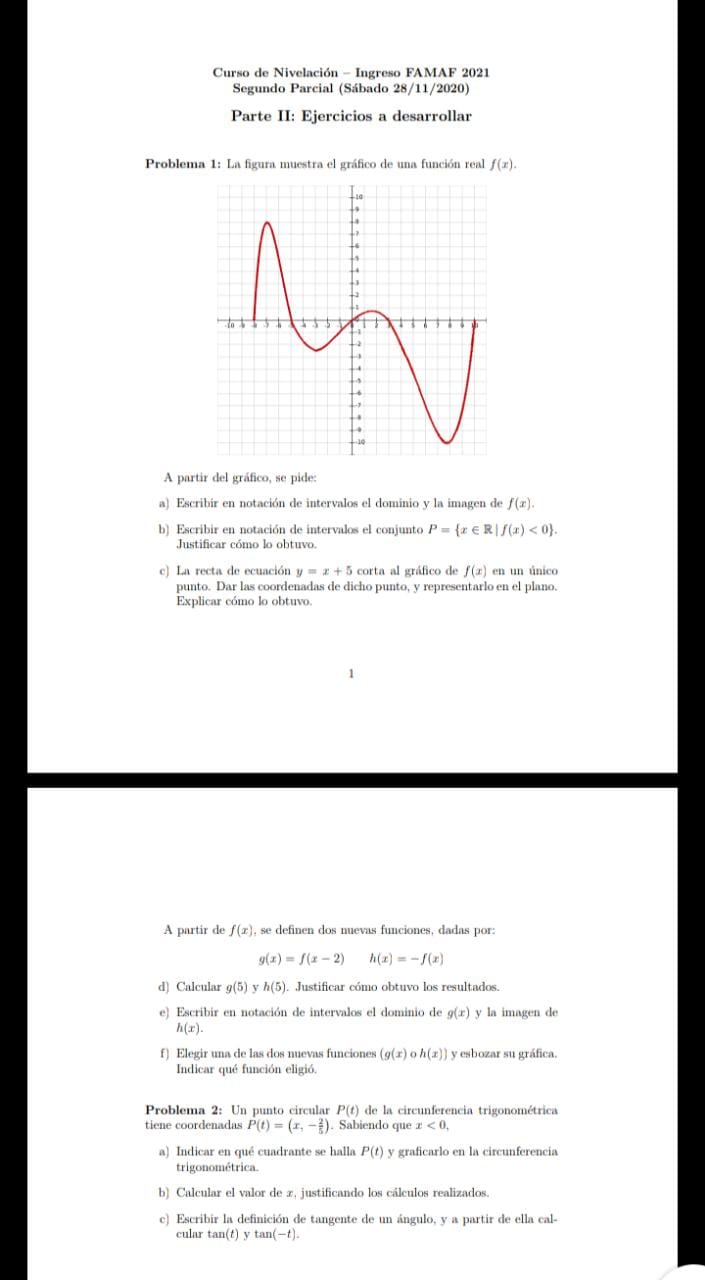 Curso de Nivelación – Ingreso FAMAF 2021
Segundo Parcial (Sábado 28/11/2020)
Parte II: Ejercicios a desarrollar
Problema 1: La figura muestra el gráfico de una función real f(x).
10
9
8
7
6
5
4
3
2
1
-10 -9 -8 -7 -6 -4 -3 -2 -1 0 1 2 3 4 5 6 7 8 9 10
-1
-2
-3
-4
-5
-6
-7
-8
-9
-10
A partir del gráfico, se pide:
a) Escribir en notación de intervalos el dominio y la imagen de f(x).
b) Escribir en notación de intervalos el conjunto P = {x ∈ ℝ | f(x) < 0}.
Justificar cómo lo obtuvo.
c) La recta de ecuación y = x + 5 corta al gráfico de f(x) en un único
punto. Dar las coordenadas de dicho punto, y representarlo en el plano.
Explicar cómo lo obtuvo.
1
A partir de f(x), se definen dos nuevas funciones, dadas por:
g(x) = f(x − 2) h(x) = −f(x)
d) Calcular g(5) y h(5). Justificar cómo obtuvo los resultados.
e) Escribir en notación de intervalos el dominio de g(x) y la imagen de
h(x).
f) Elegir una de las dos nuevas funciones (g(x) o h(x)) y esbozar su gráfica.
Indicar qué función eligió.
Problema 2: Un punto circular P(t) de la circunferencia trigonométrica
tiene coordenadas P(t) = (x, −2/5). Sabiendo que x < 0,
a) Indicar en qué cuadrante se halla P(t) y graficarlo en la circunferencia
trigonométrica.
b) Calcular el valor de x, justificando los cálculos realizados.
c) Escribir la definición de tangente de un ángulo, y a partir de ella cal-
cular tan(t) y tan(−t).